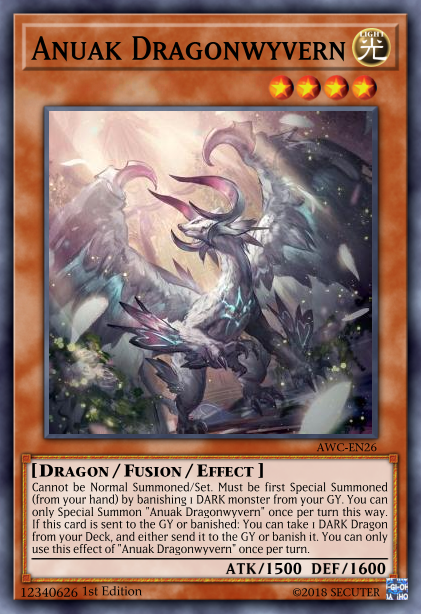 Anuak Dragonwyvern
LIGHT
光
AWC-EN26
[ Dragon / Fusion / Effect ]
Cannot be Normal Summoned/Set. Must be first Special Summoned
(from your hand) by banishing 1 DARK monster from your GY. You can
only Special Summon "Anuak Dragonwyvern" once per turn this way.
If this card is sent to the GY or banished: You can take 1 DARK Dragon
from your Deck, and either send it to the GY or banish it. You can only
use this effect of "Anuak Dragonwyvern" once per turn.
ATK/1500 DEF/1600
12340626 1st Edition ©2018 SECUTER